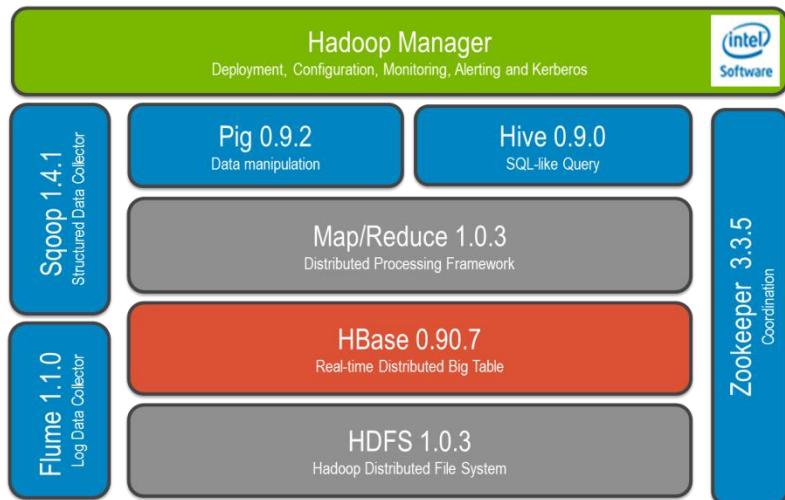 Hadoop Manager
Deployment, Configuration, Monitoring, Alerting and Kerberos
(intel)
Software
Sqoop 1.4.1
Structured Data Collector
Pig 0.9.2
Data manipulation
Hive 0.9.0
SQL-like Query
Map/Reduce 1.0.3
Distributed Processing Framework
HBase 0.90.7
Real-time Distributed Big Table
Flume 1.1.0
Log Data Collector
HDFS 1.0.3
Hadoop Distributed File System
Zookeeper 3.3.5
Coordination